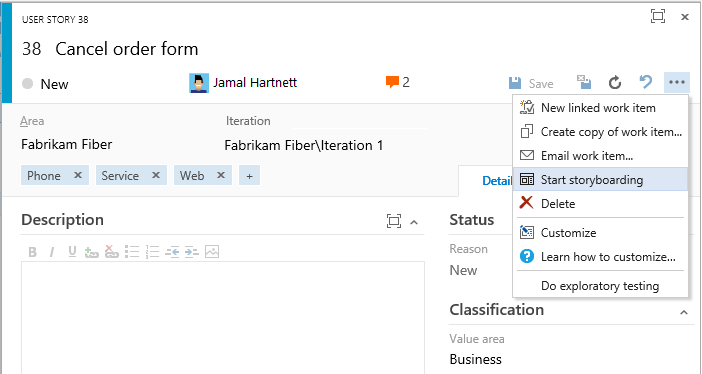 USER STORY 38
38 Cancel order form
New
Jamal Hartnett
2
Save
Area
Iteration
Fabrikam Fiber
Fabrikam Fiber\Iteration 1
Phone
Service
Web
+
Detail
New linked work item
Create copy of work item...
Email work item...
Start storyboarding
Delete
Customize
Learn how to customize...
Do exploratory testing
Description
B I U
Status
Reason
New
Classification
Value area
Business